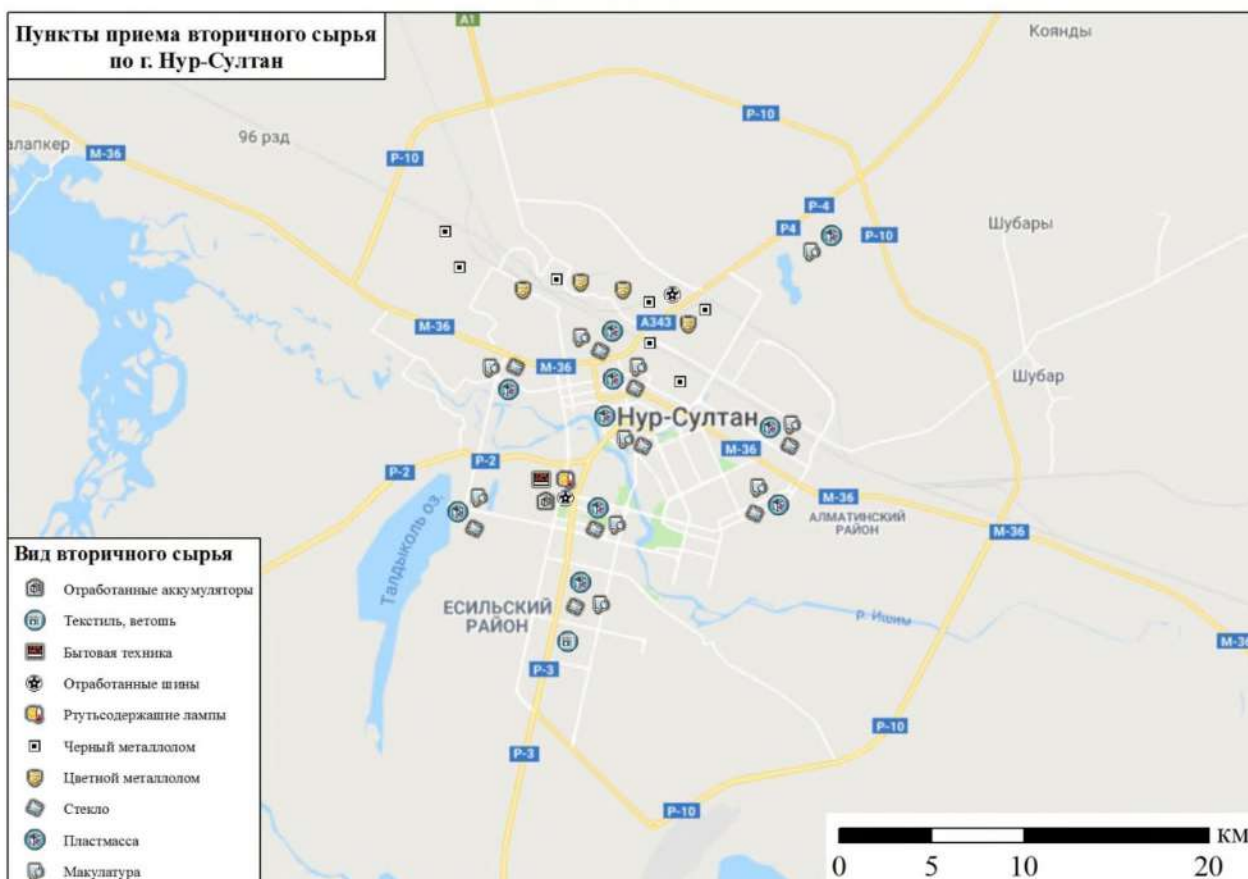 Пункты приема вторичного сырья
по г. Нур-Султан
A1
Коянды
P-10
96 рзд
алапкер
M-36
P-10
P-4
P4
P-10
Шубары
A343
M-36
M-36
Шубар
Нур-Султан
M-36
P-2
P-2
M-36
АЛМАТИНСКИЙ
РАЙОН
M-36
Талдыколь оз.
ЕСИЛЬСКИЙ
РАЙОН
р. Ишим
M-36
P-3
P-10
P-3
P-10
Вид вторичного сырья
Отработанные аккумуляторы
Текстиль, ветошь
Бытовая техника
Отработанные шины
Ртутьсодержащие лампы
Черный металлолом
Цветной металлолом
Стекло
Пластмасса
Макулатура
км
0 5 10 20